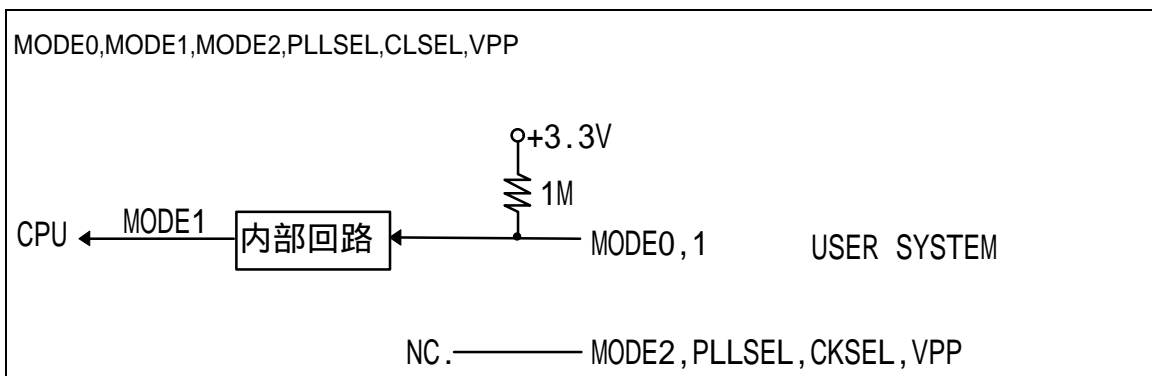 MODE0,MODE1,MODE2,PLLSEL,CLSEL,VPP
+3.3V
1M
CPU
MODE1
内部回路
MODE0,1
USER SYSTEM
NC.
MODE2,PLLSEL,CKSEL,VPP